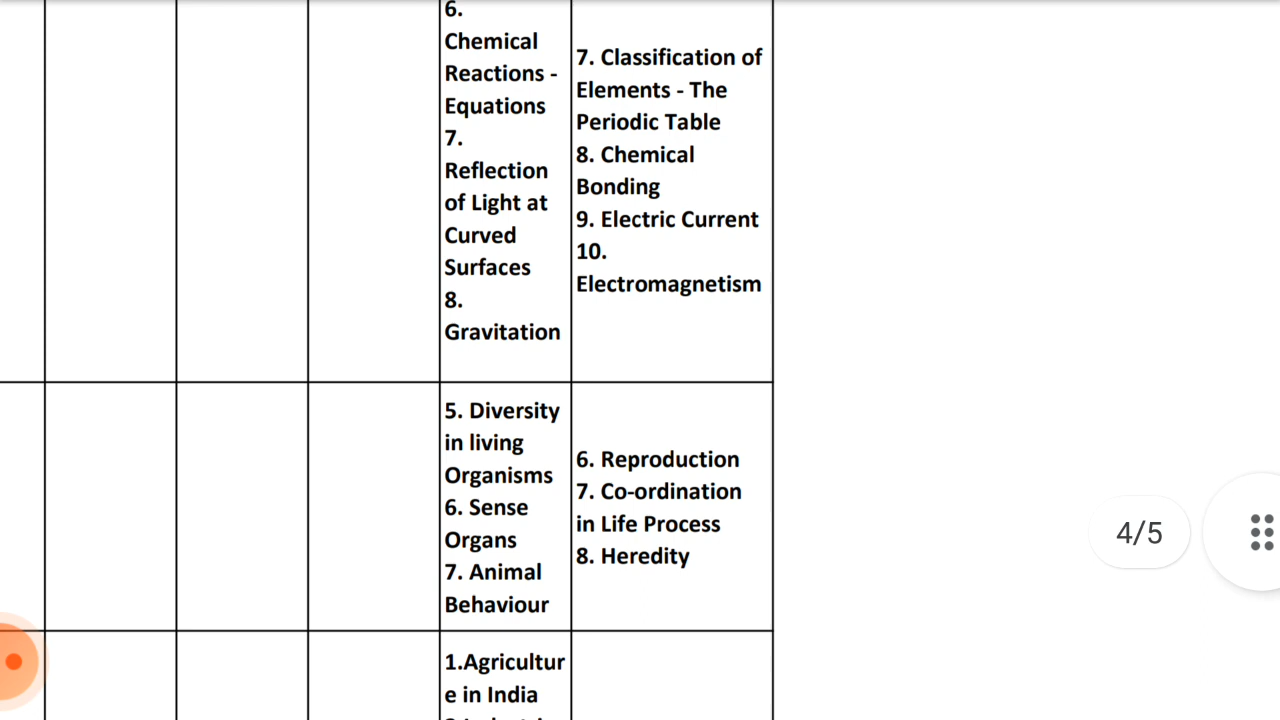 6.
Chemical
Reactions -
Equations
7.
Reflection
of Light at
Curved
Surfaces
8.
Gravitation
7. Classification of
Elements - The
Periodic Table
8. Chemical
Bonding
9. Electric Current
10.
Electromagnetism
5. Diversity
in living
Organisms
6. Sense
Organs
7. Animal
Behaviour
6. Reproduction
7. Co-ordination
in Life Process
8. Heredity
4/5
1.Agricultur
e in India